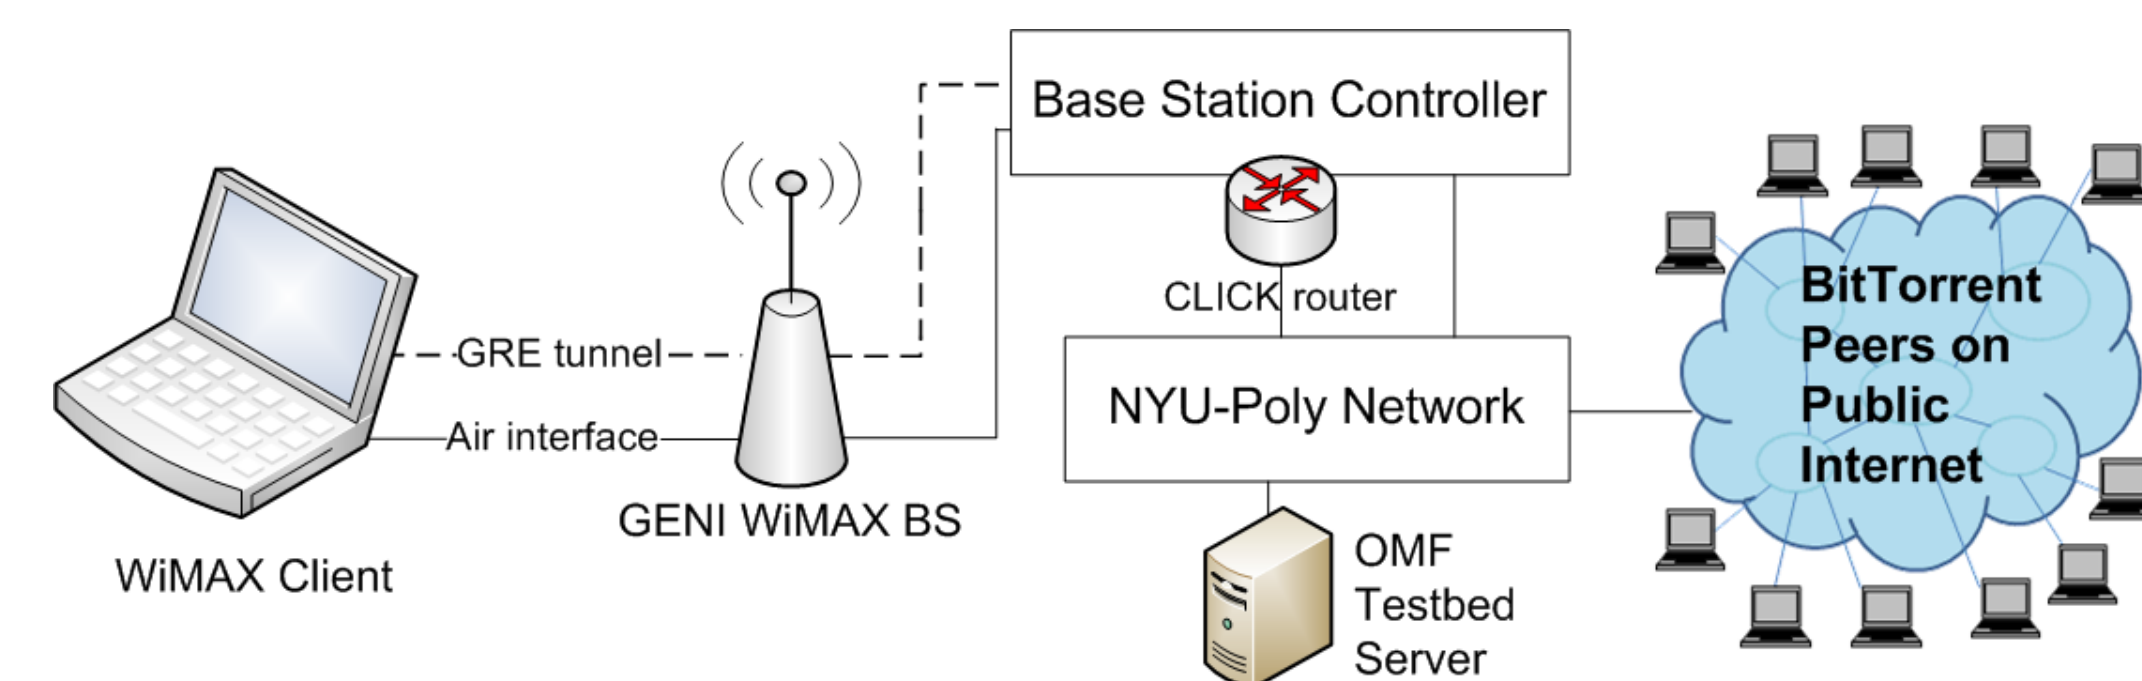 Base Station Controller
CLICK router
GRE tunnel
Air interface
GENI WiMAX BS
WiMAX Client
NYU-Poly Network
OMF
Testbed
Server
BitTorrent
Peers on
Public
Internet